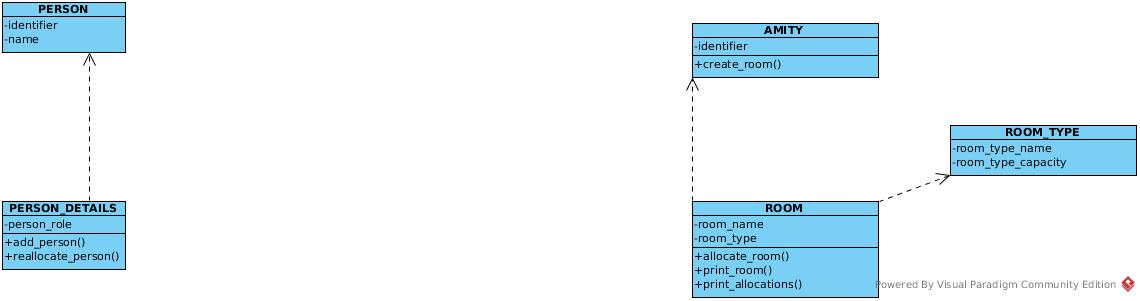 PERSON
-identifier
-name
AMITY
-identifier
+create_room()
ROOM_TYPE
-room_type_name
-room_type_capacity
PERSON_DETAILS
-person_role
+add_person()
+reallocate_person()
ROOM
-room_name
-room_type
+allocate_room()
+print_room()
+print_allocations()
Powered By Visual Paradigm Community Edition